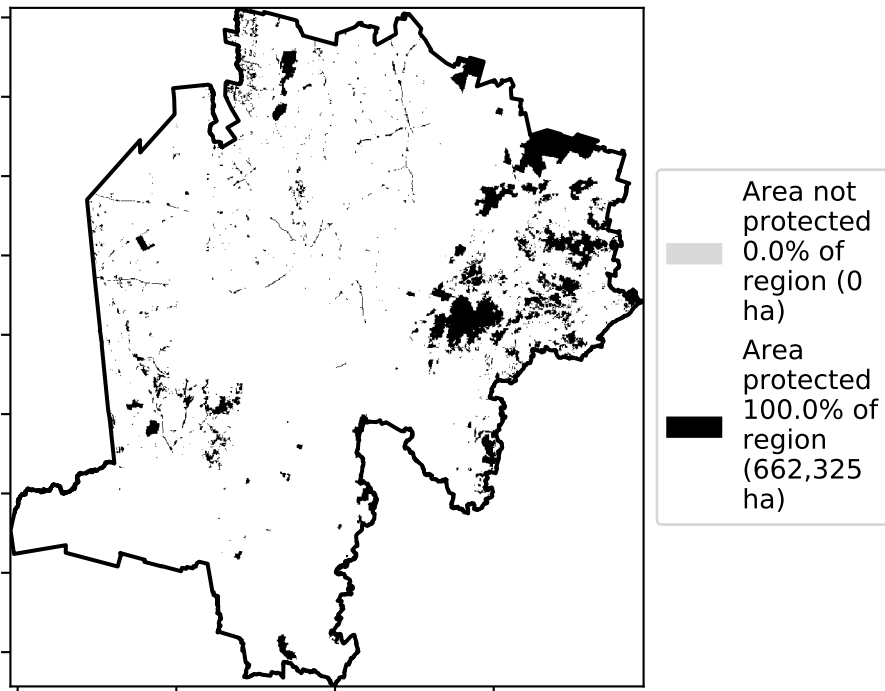 Area not
protected
0.0% of
region (0
ha)
Area
protected
100.0% of
region
(662,325
ha)